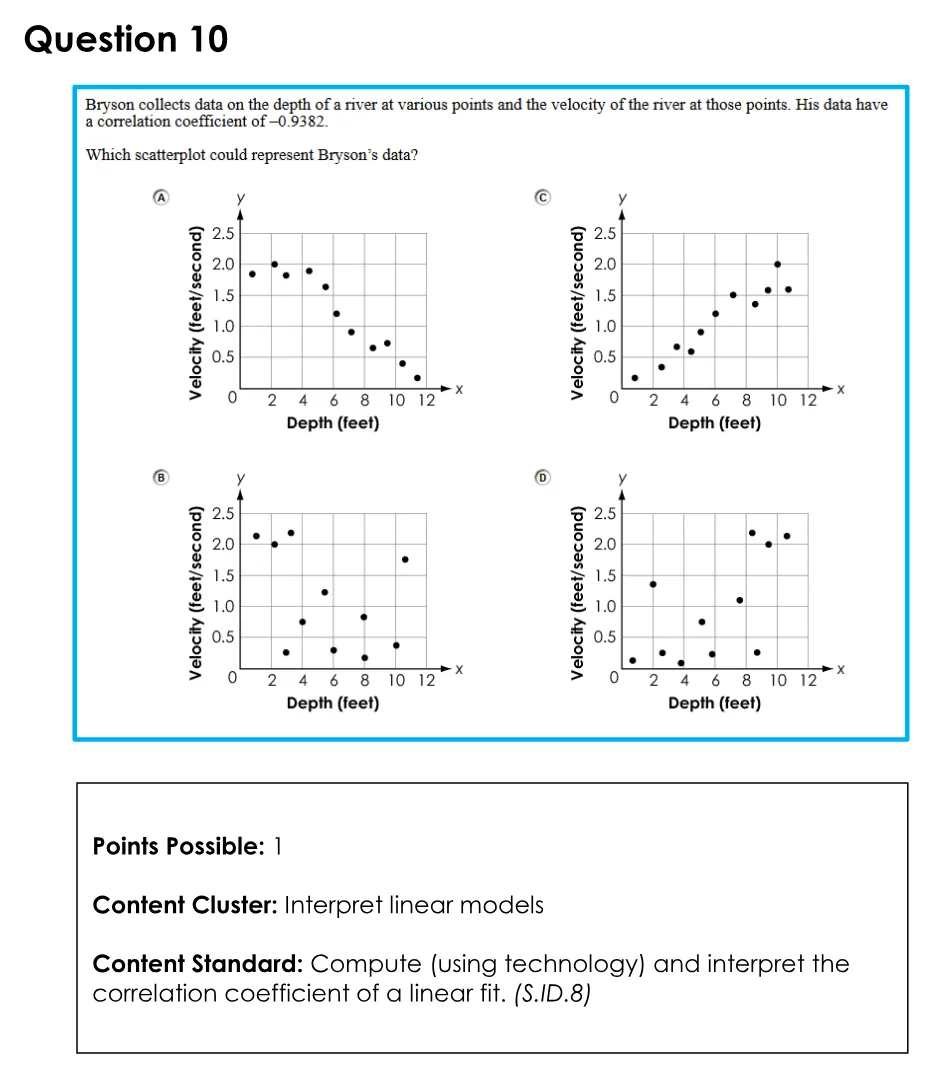 Question 10
Bryson collects data on the depth of a river at various points and the velocity of the river at those points. His data have
a correlation coefficient of –0.9382.
Which scatterplot could represent Bryson's data?
A
y
Velocity (feet/second)
2.5
2.0
1.5
1.0
0.5
0 2 4 6 8 10 12 x
Depth (feet)
C
y
Velocity (feet/second)
2.5
2.0
1.5
1.0
0.5
0 2 4 6 8 10 12 x
Depth (feet)
B
y
Velocity (feet/second)
2.5
2.0
1.5
1.0
0.5
0 2 4 6 8 10 12 x
Depth (feet)
D
y
Velocity (feet/second)
2.5
2.0
1.5
1.0
0.5
0 2 4 6 8 10 12 x
Depth (feet)
Points Possible: 1
Content Cluster: Interpret linear models
Content Standard: Compute (using technology) and interpret the
correlation coefficient of a linear fit. (S.ID.8)